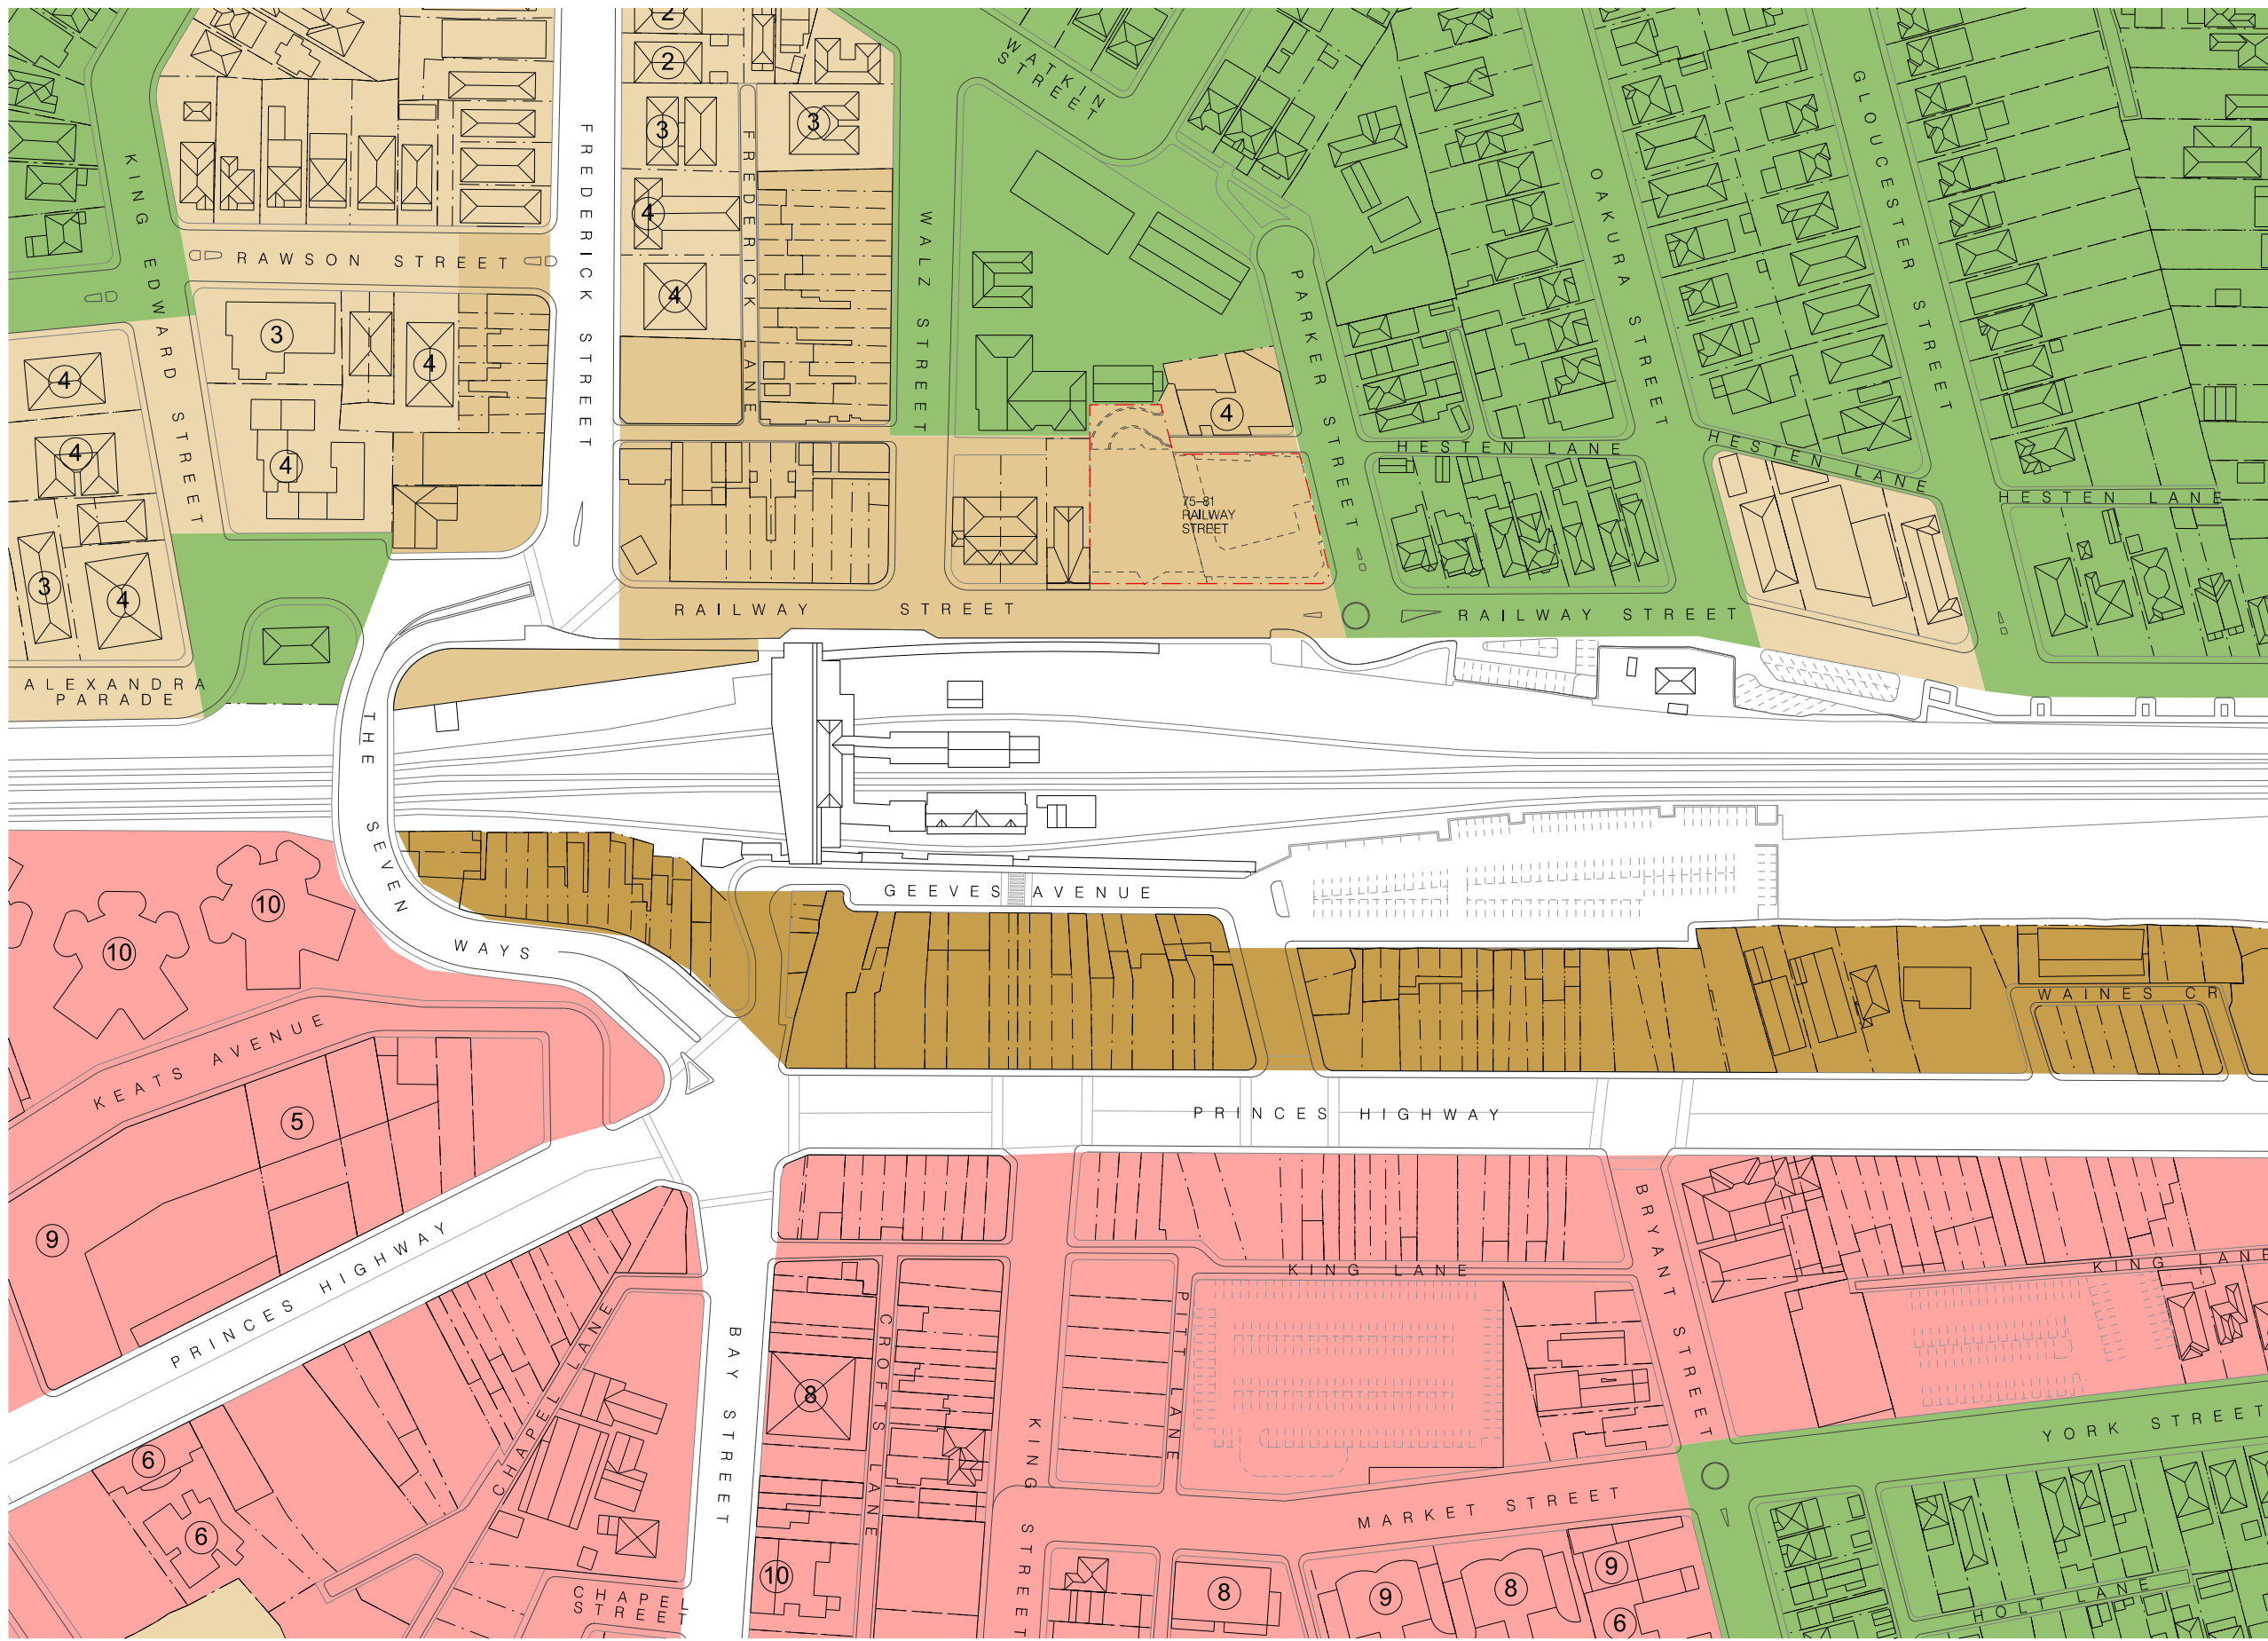 2
2
WATKIN
STREET
3
3
FREDERICK STREET
FREDERICK LANE
KING EDWARD STREET
GLOUCESTER STREET
OAKURA STREET
4
WALZ STREET
RAWSON STREET
PARKER STREET
4
3
4
4
4
4
4
HESTEN LANE
HESTEN LANE
HESTEN LANE
75–81
RAILWAY
STREET
3
4
RAILWAY STREET
RAILWAY STREET
ALEXANDRA
PARADE
THE SEVEN WAYS
GEEVES AVENUE
10
10
WAINES CR
KEATS AVENUE
5
PRINCES HIGHWAY
9
PRINCES HIGHWAY
BRYANT STREET
KING LANE
KING LANE
PITT LANE
CHAPEL LANE
BAY STREET
CROFTS LANE
8
KING STREET
YORK STREET
6
MARKET STREET
6
10
8
9
8
9
6
CHAPEL
STREET
HOLT LANE